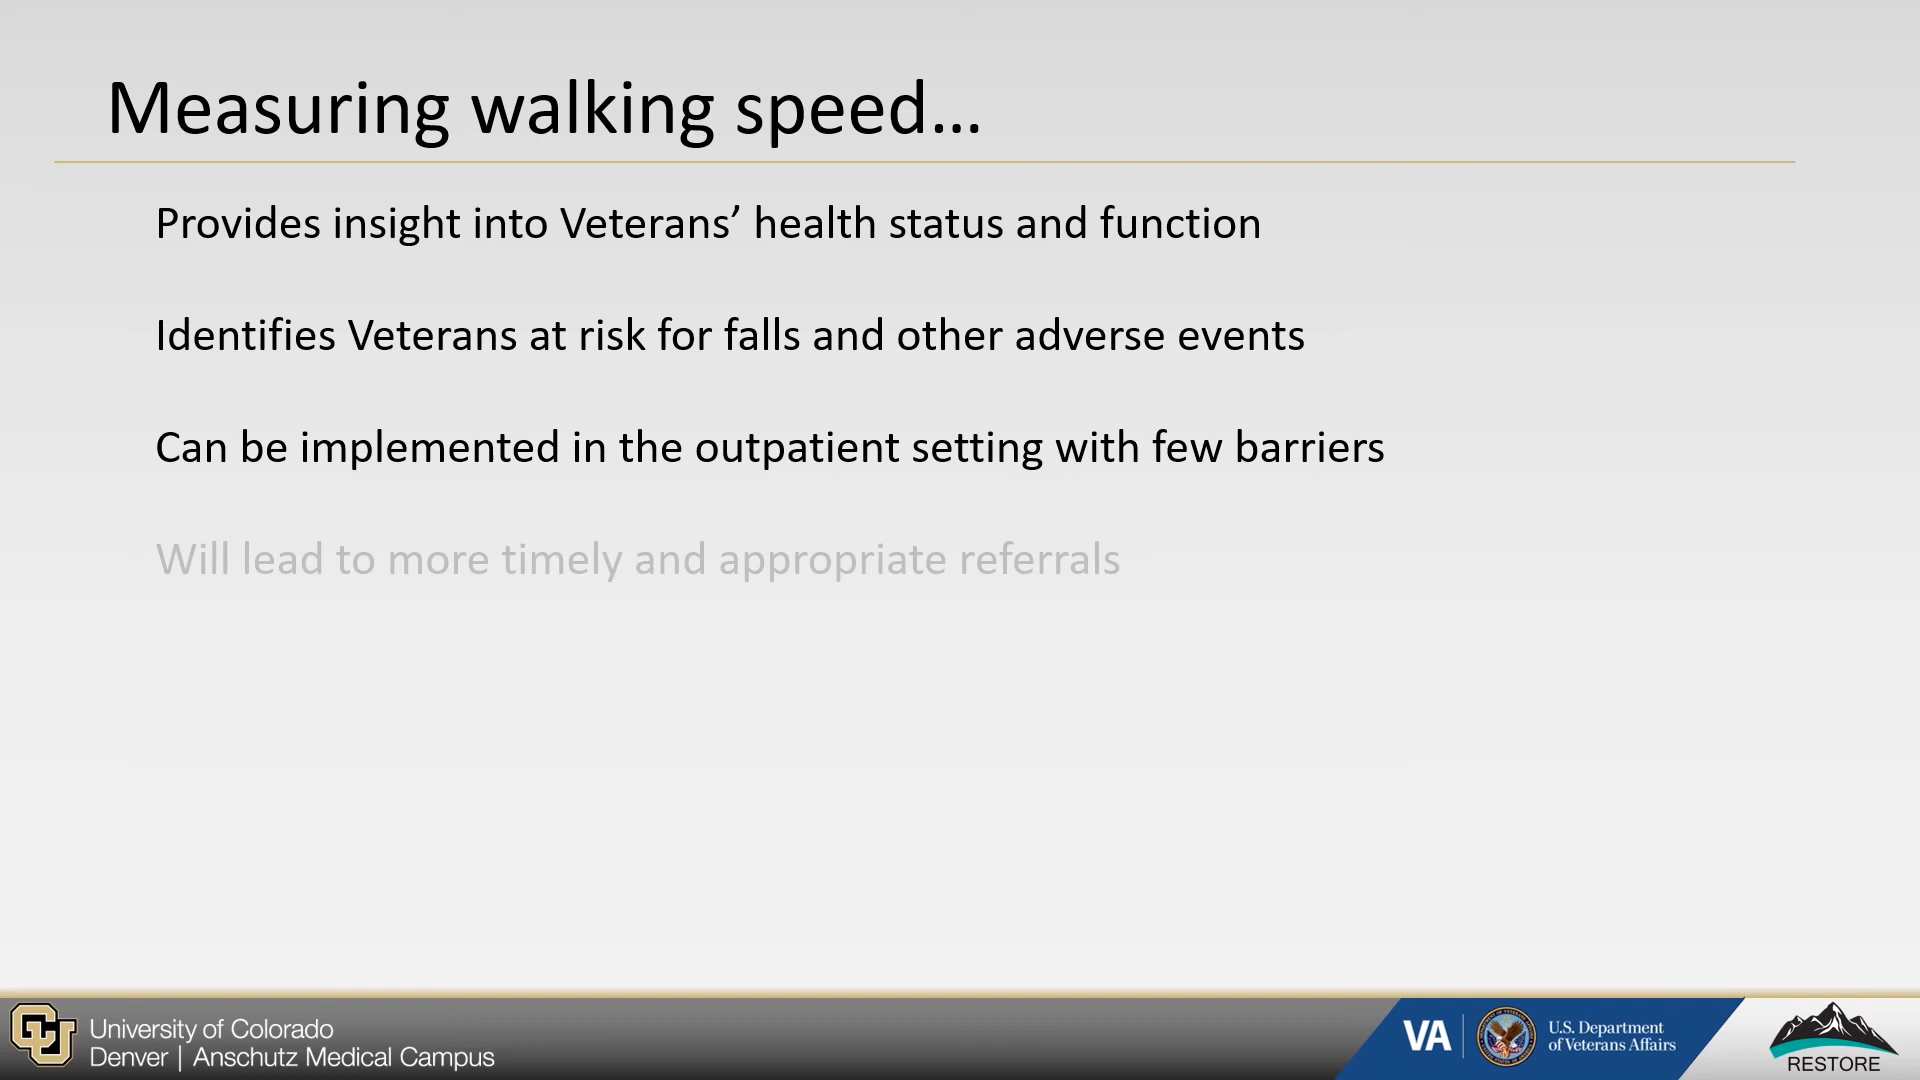 Measuring walking speed…
Provides insight into Veterans’ health status and function
Identifies Veterans at risk for falls and other adverse events
Can be implemented in the outpatient setting with few barriers
Will lead to more timely and appropriate referrals
University of Colorado
Denver | Anschutz Medical Campus
VA
U.S. Department
of Veterans Affairs
RESTORE